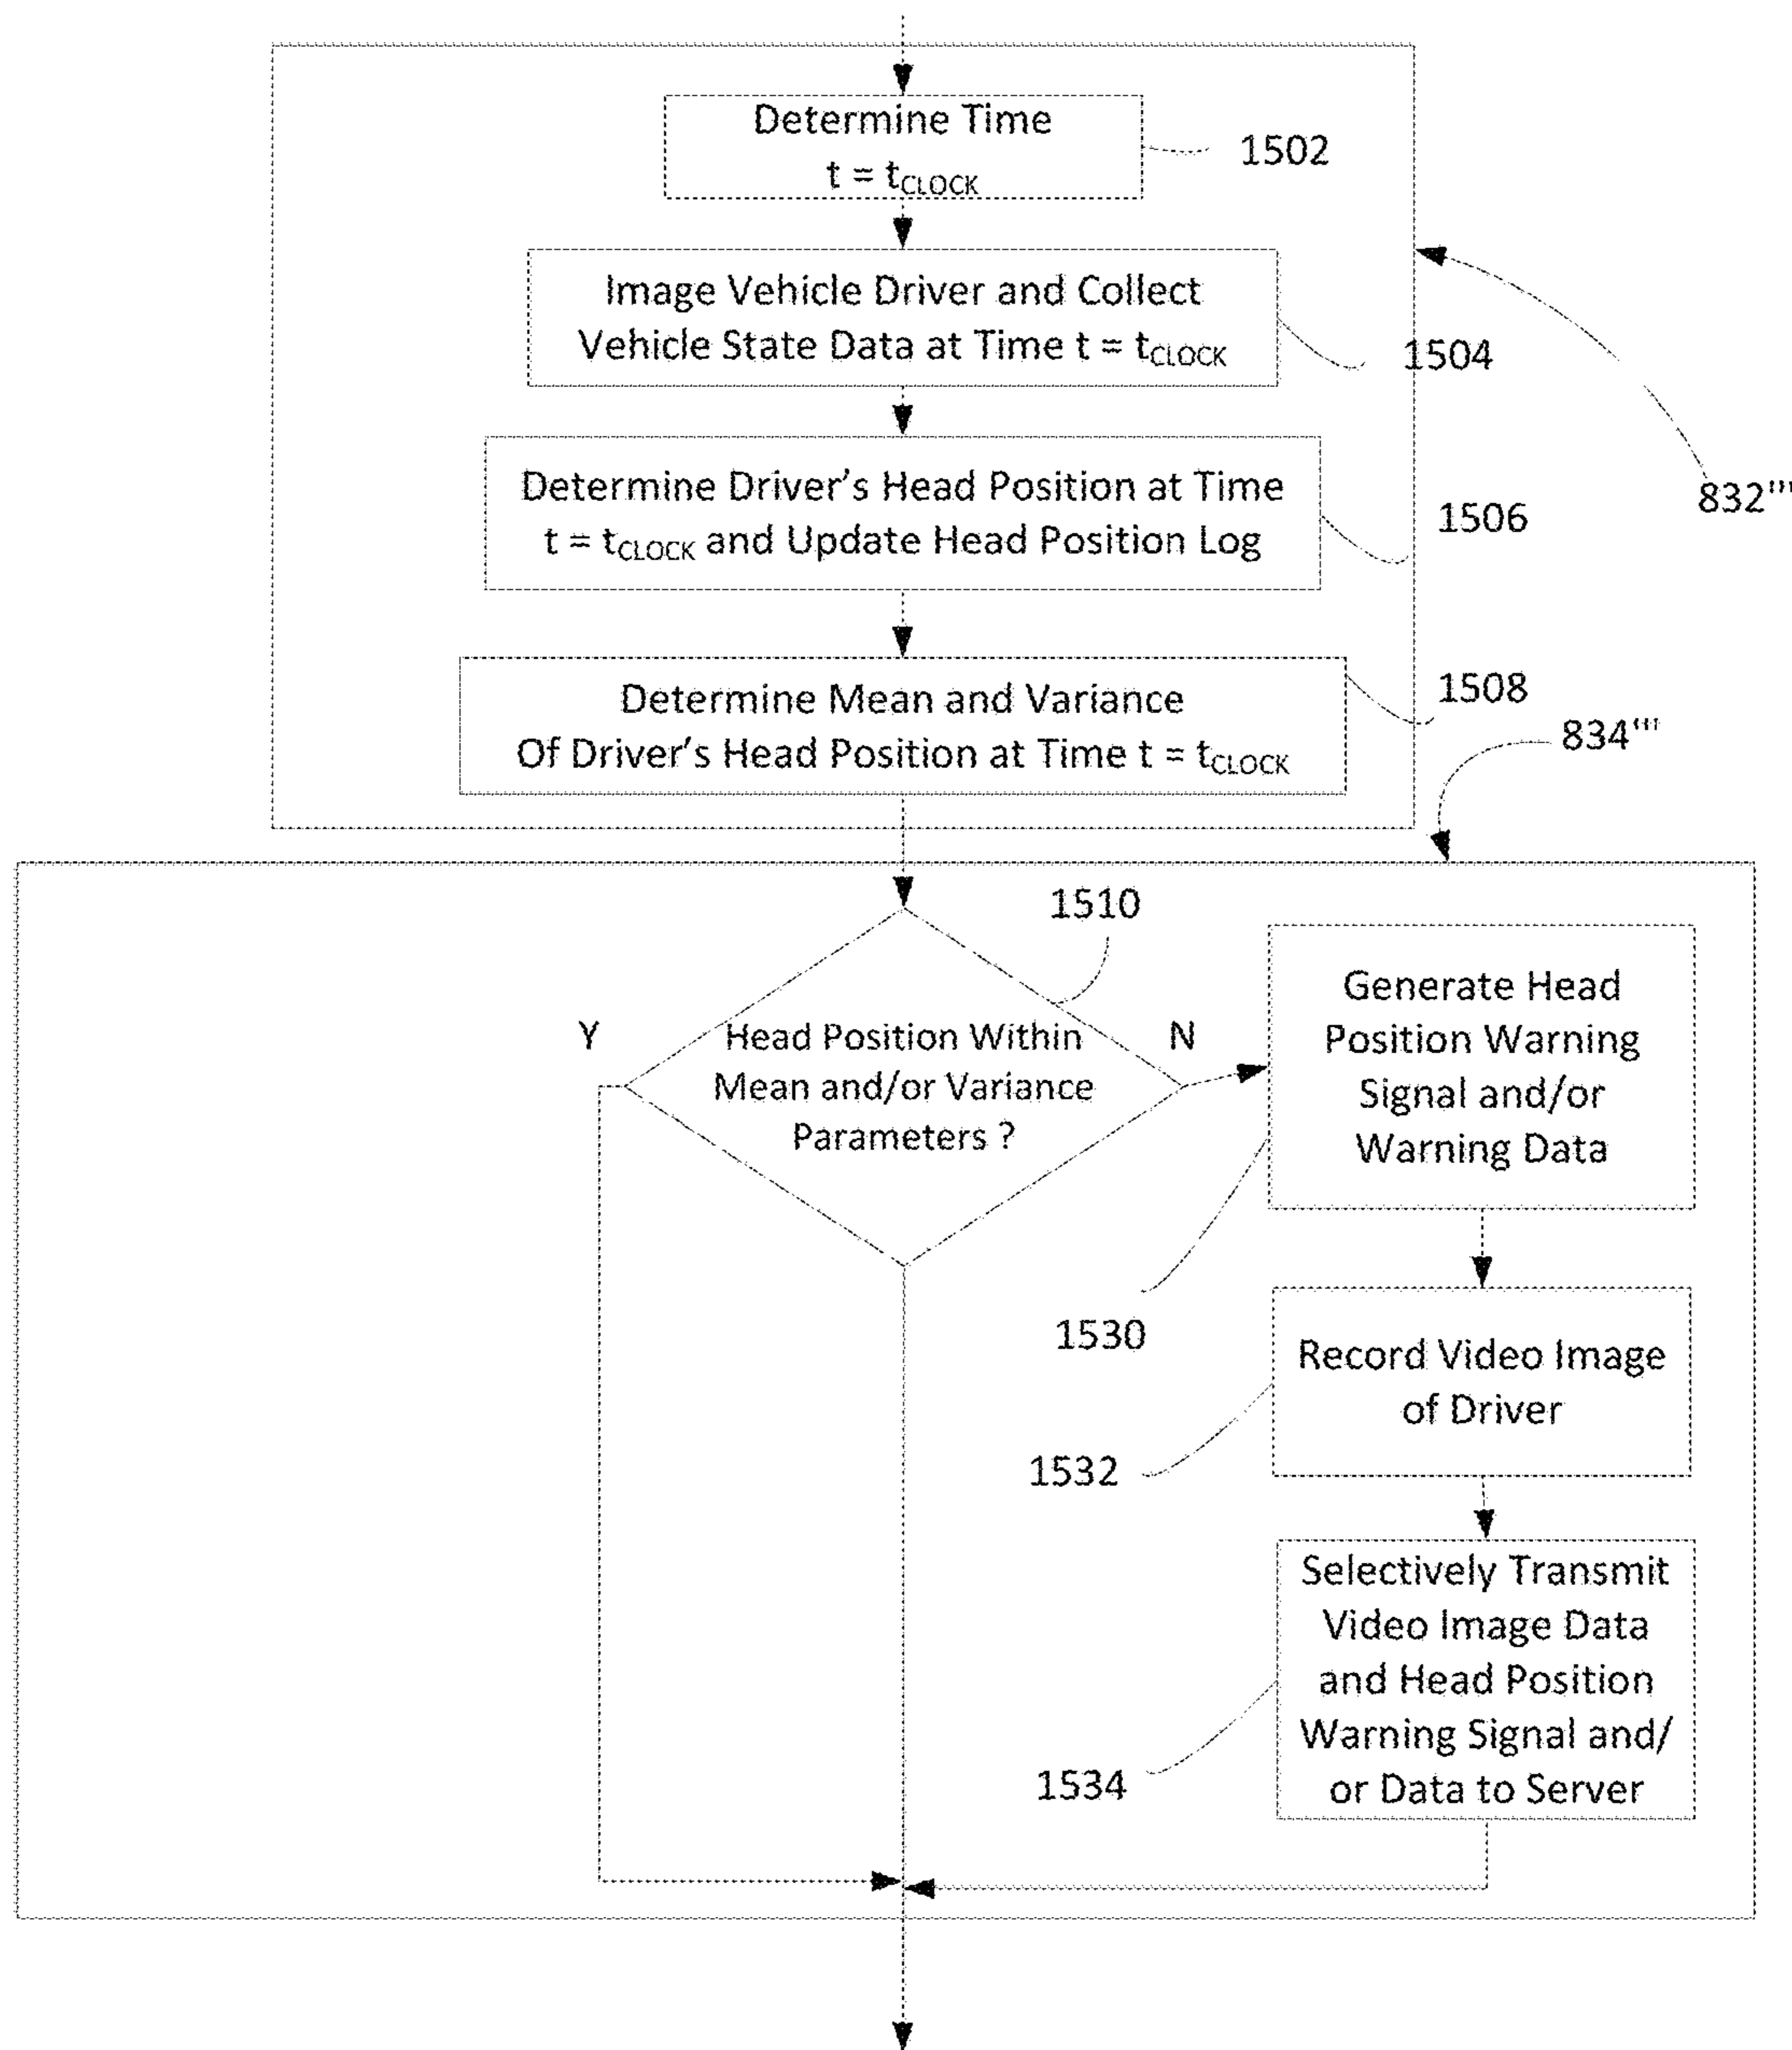 Determine Time
t = tCLOCK
1502
Image Vehicle Driver and Collect
Vehicle State Data at Time t = tCLOCK
1504
832'''
Determine Driver's Head Position at Time
t = tCLOCK and Update Head Position Log
1506
Determine Mean and Variance
Of Driver's Head Position at Time t = tCLOCK
1508
834'''
1510
Y
Head Position Within
Mean and/or Variance
Parameters ?
N
Generate Head
Position Warning
Signal and/or
Warning Data
1530
Record Video Image
of Driver
1532
Selectively Transmit
Video Image Data
and Head Position
Warning Signal and/
or Data to Server
1534